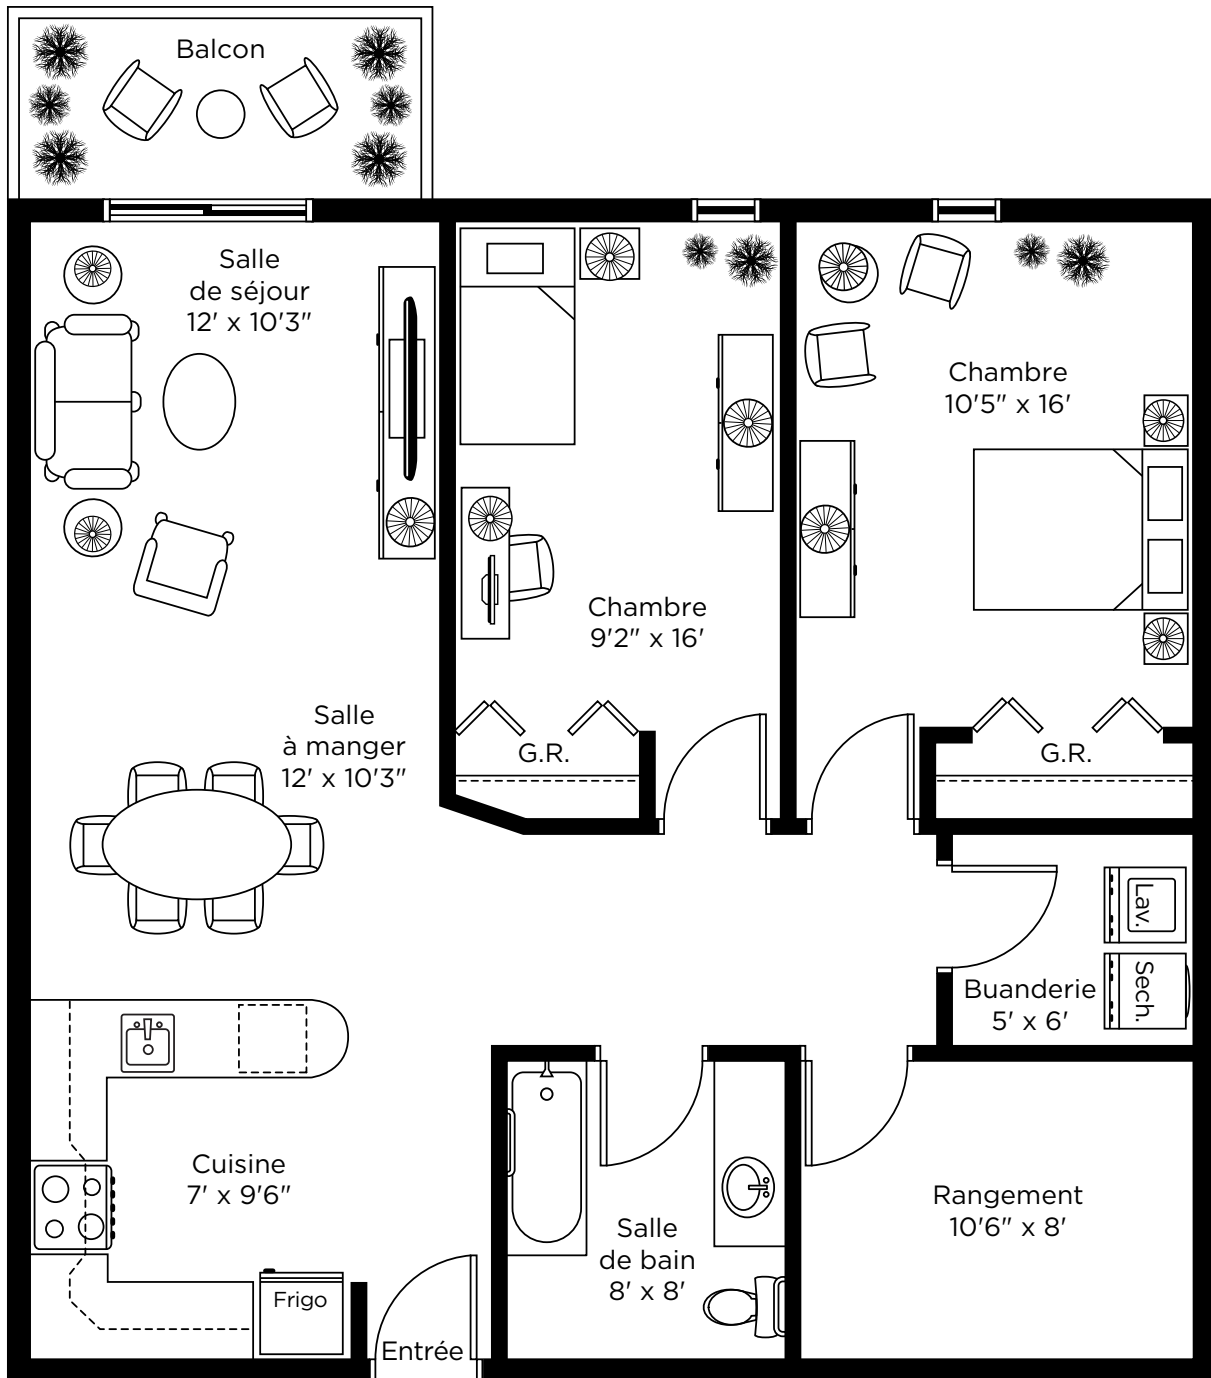 Balcon
Salle
de séjour
12' x 10'3"
Chambre
10'5" x 16'
Chambre
9'2" x 16'
Salle
à manger
12' x 10'3"
G.R.
G.R.
Lav.
Sech.
Buanderie
5' x 6'
Cuisine
7' x 9'6"
Rangement
10'6" x 8'
Salle
de bain
8' x 8'
Frigo
Entrée